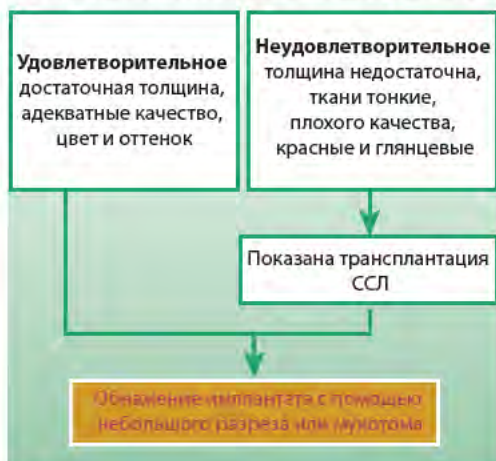 Удовлетворительное
достаточная толщина,
адекватные качество,
цвет и оттенок
Неудовлетворительное
толщина недостаточна,
ткани тонкие,
плохого качества,
красные и глянцевые
Показана трансплантация
ССЛ
Обнажение имплантата с помощью
небольшого разреза или мукотома